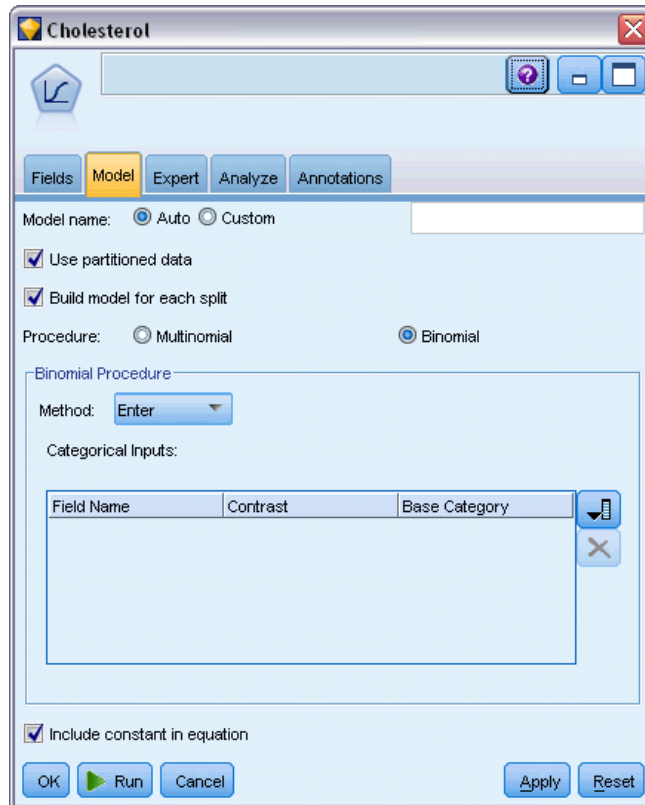 Cholesterol
Fields Model Expert Analyze Annotations
Model name: Auto Custom
Use partitioned data
Build model for each split
Procedure: Multinomial Binomial
Binomial Procedure
Method: Enter
Categorical Inputs:
Field Name Contrast Base Category
Include constant in equation
OK Run Cancel Apply Reset